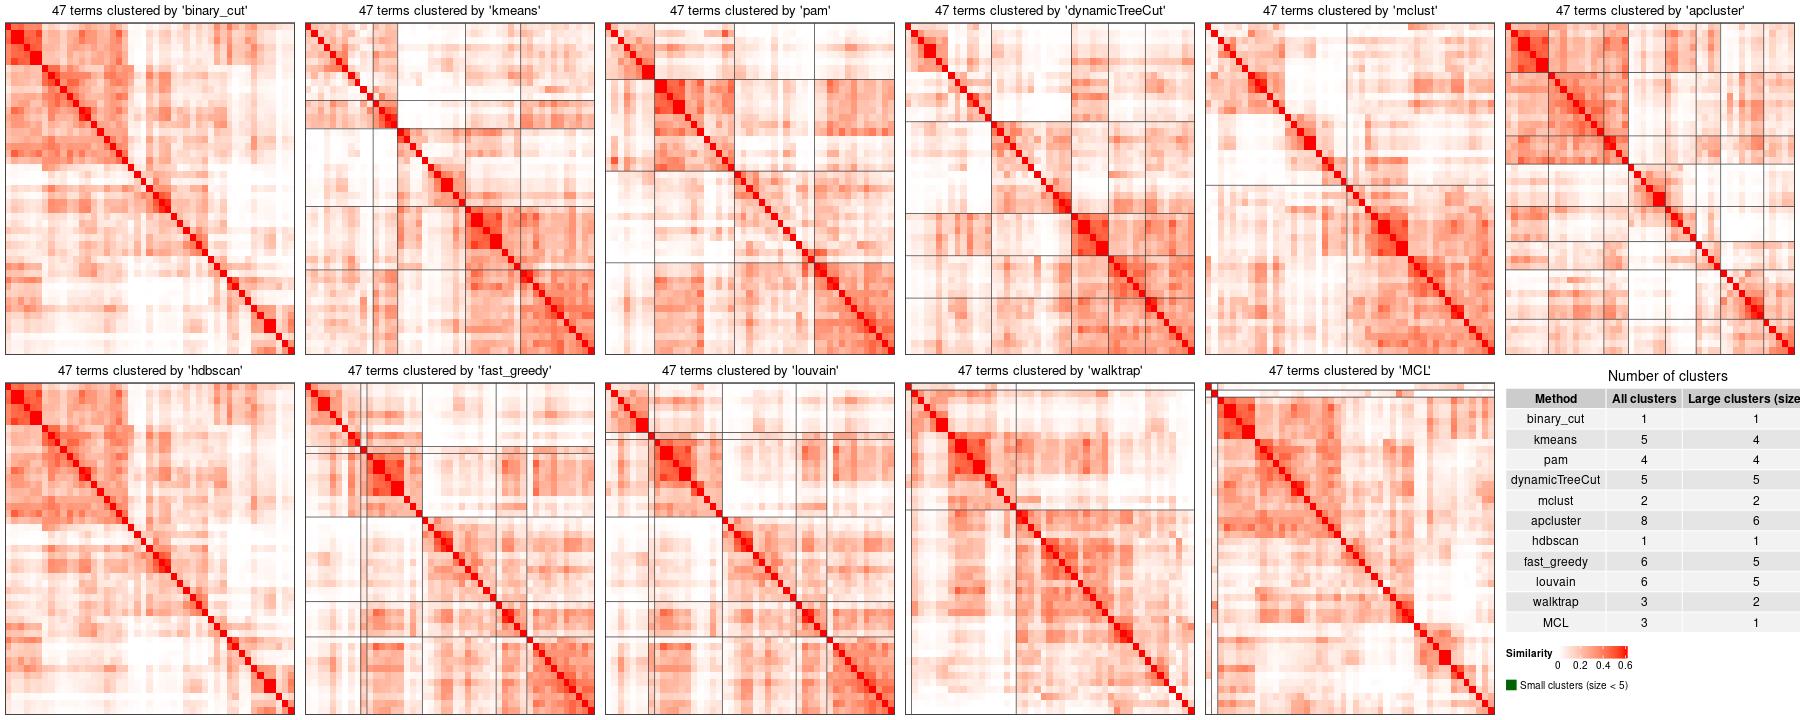 47 terms clustered by 'binary_cut'
47 terms clustered by 'kmeans'
47 terms clustered by 'pam'
47 terms clustered by 'dynamicTreeCut'
47 terms clustered by 'mclust'
47 terms clustered by 'apcluster'
47 terms clustered by 'hdbscan'
47 terms clustered by 'fast_greedy'
47 terms clustered by 'louvain'
47 terms clustered by 'walktrap'
47 terms clustered by 'MCL'
Number of clusters
Method All clusters Large clusters (size
binary_cut 1 1
kmeans 5 4
pam 4 4
dynamicTreeCut 5 5
mclust 2 2
apcluster 8 6
hdbscan 1 1
fast_greedy 6 5
louvain 6 5
walktrap 3 2
MCL 3 1
Similarity
0 0.2 0.4 0.6
Small clusters (size < 5)